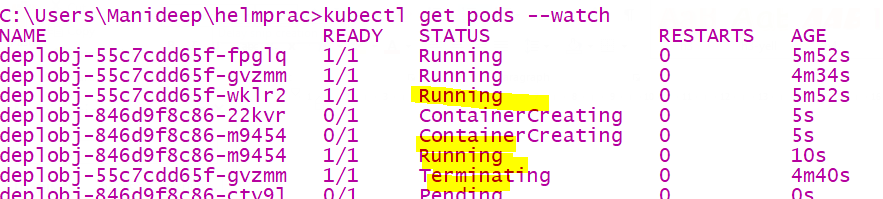 C:\Users\Manideep\helmprac>kubectl get pods --watch
NAME READY STATUS RESTARTS AGE
deplobj-55c7cdd65f-fpglq 1/1 Running 0 5m52s
deplobj-55c7cdd65f-gvzmm 1/1 Running 0 4m34s
deplobj-55c7cdd65f-wklr2 1/1 Running 0 5m52s
deplobj-846d9f8c86-22kvr 0/1 ContainerCreating 0 5s
deplobj-846d9f8c86-m9454 0/1 ContainerCreating 0 5s
deplobj-846d9f8c86-m9454 1/1 Running 0 10s
deplobj-55c7cdd65f-gvzmm 1/1 Terminating 0 4m40s
deplobj-846d9f8c86-ctv9l 0/1 Pending 0 0s